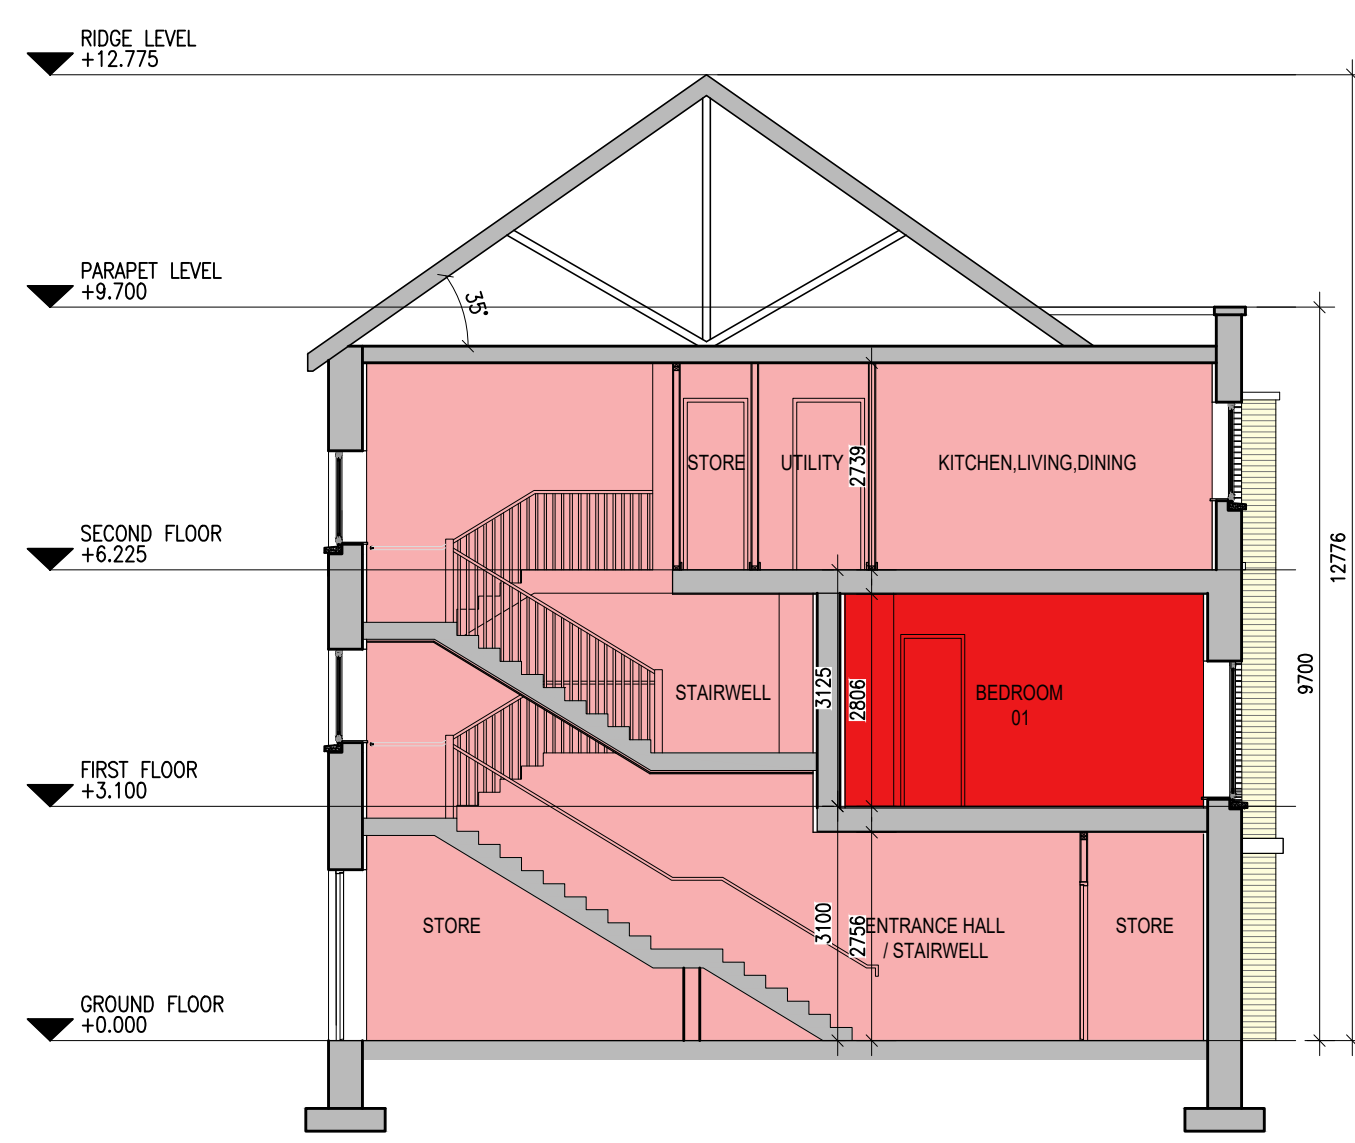 RIDGE LEVEL
+12.775
PARAPET LEVEL
+9.700
35°
STORE
UTILITY
2739
KITCHEN,LIVING,DINING
SECOND FLOOR
+6.225
12776
9700
STAIRWELL
3125
2806
BEDROOM
01
FIRST FLOOR
+3.100
STORE
3100
2756
ENTRANCE HALL
/ STAIRWELL
STORE
GROUND FLOOR
+0.000